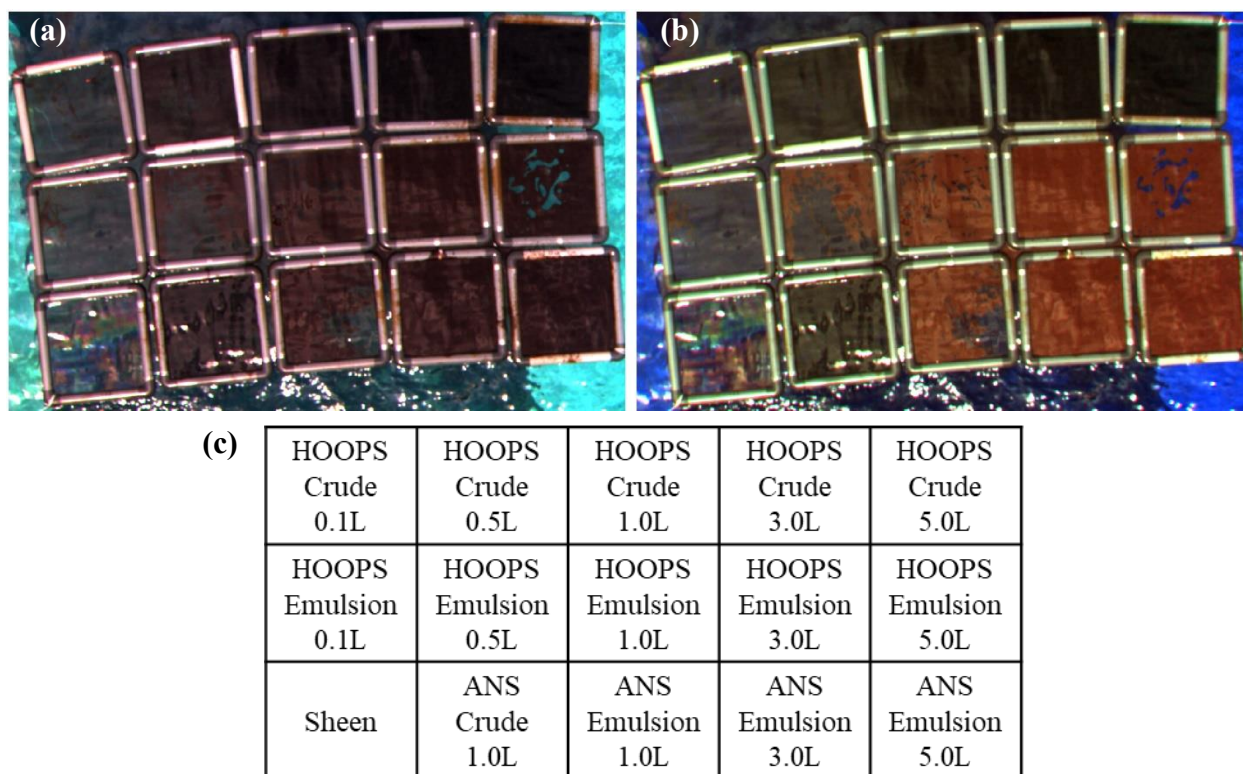 (a)
(b)
(c)
HOOPS
Crude
0.1L
HOOPS
Crude
0.5L
HOOPS
Crude
1.0L
HOOPS
Crude
3.0L
HOOPS
Crude
5.0L
HOOPS
Emulsion
0.1L
HOOPS
Emulsion
0.5L
HOOPS
Emulsion
1.0L
HOOPS
Emulsion
3.0L
HOOPS
Emulsion
5.0L
Sheen
ANS
Crude
1.0L
ANS
Emulsion
1.0L
ANS
Emulsion
3.0L
ANS
Emulsion
5.0L